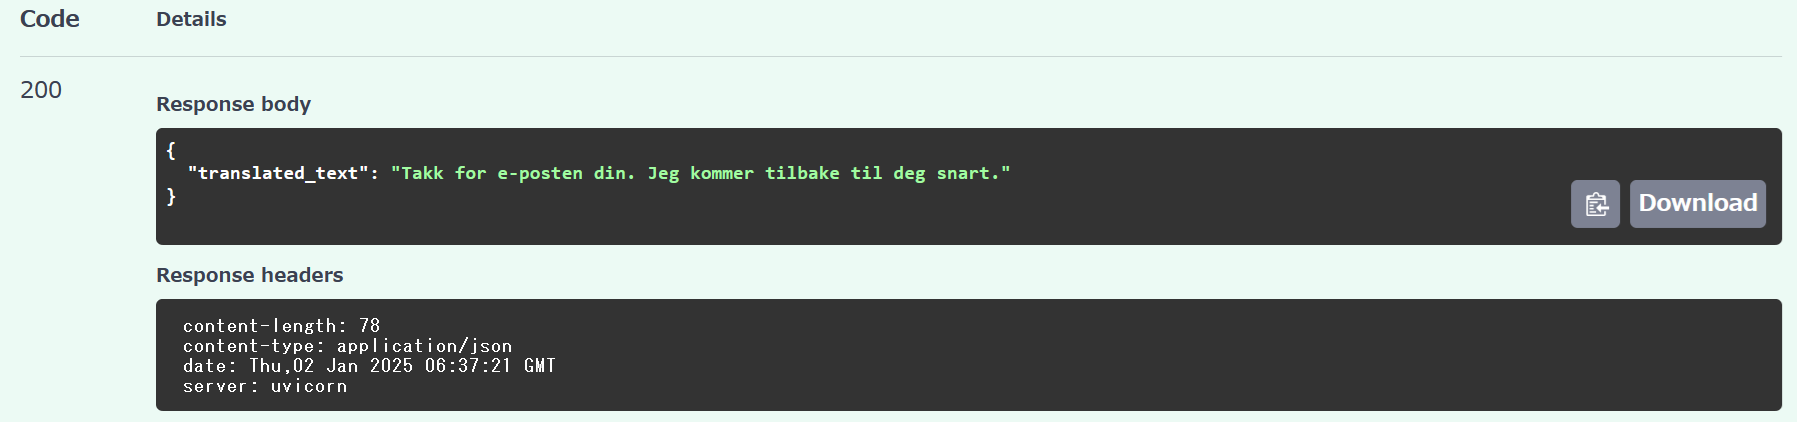 Code Details
200
Response body
{
"translated_text": "Takk for e-posten din. Jeg kommer tilbake til deg snart."
}
Download
Response headers
content-length: 78
content-type: application/json
date: Thu,02 Jan 2025 06:37:21 GMT
server: uvicorn